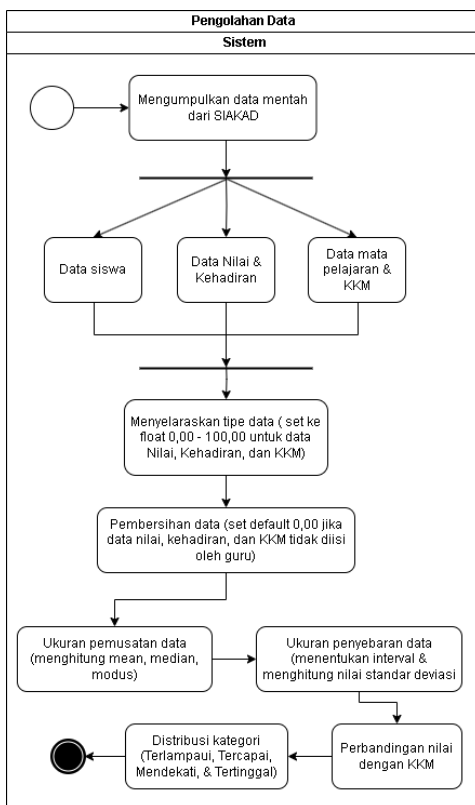 Pengolahan Data
Sistem
Mengumpulkan data mentah
dari SIAKAD
Data siswa
Data Nilai &
Kehadiran
Data mata
pelajaran &
KKM
Menyelaraskan tipe data ( set ke
float 0,00 - 100,00 untuk data
Nilai, Kehadiran, dan KKM)
Pembersihan data (set default 0,00 jika
data nilai, kehadiran, dan KKM tidak diisi
oleh guru)
Ukuran pemusatan data
(menghitung mean, median,
modus)
Ukuran penyebaran data
(menentukan interval &
menghitung nilai standar deviasi
Perbandingan nilai
dengan KKM
Distribusi kategori
(Terlampaui, Tercapai,
Mendekati, & Tertinggal)